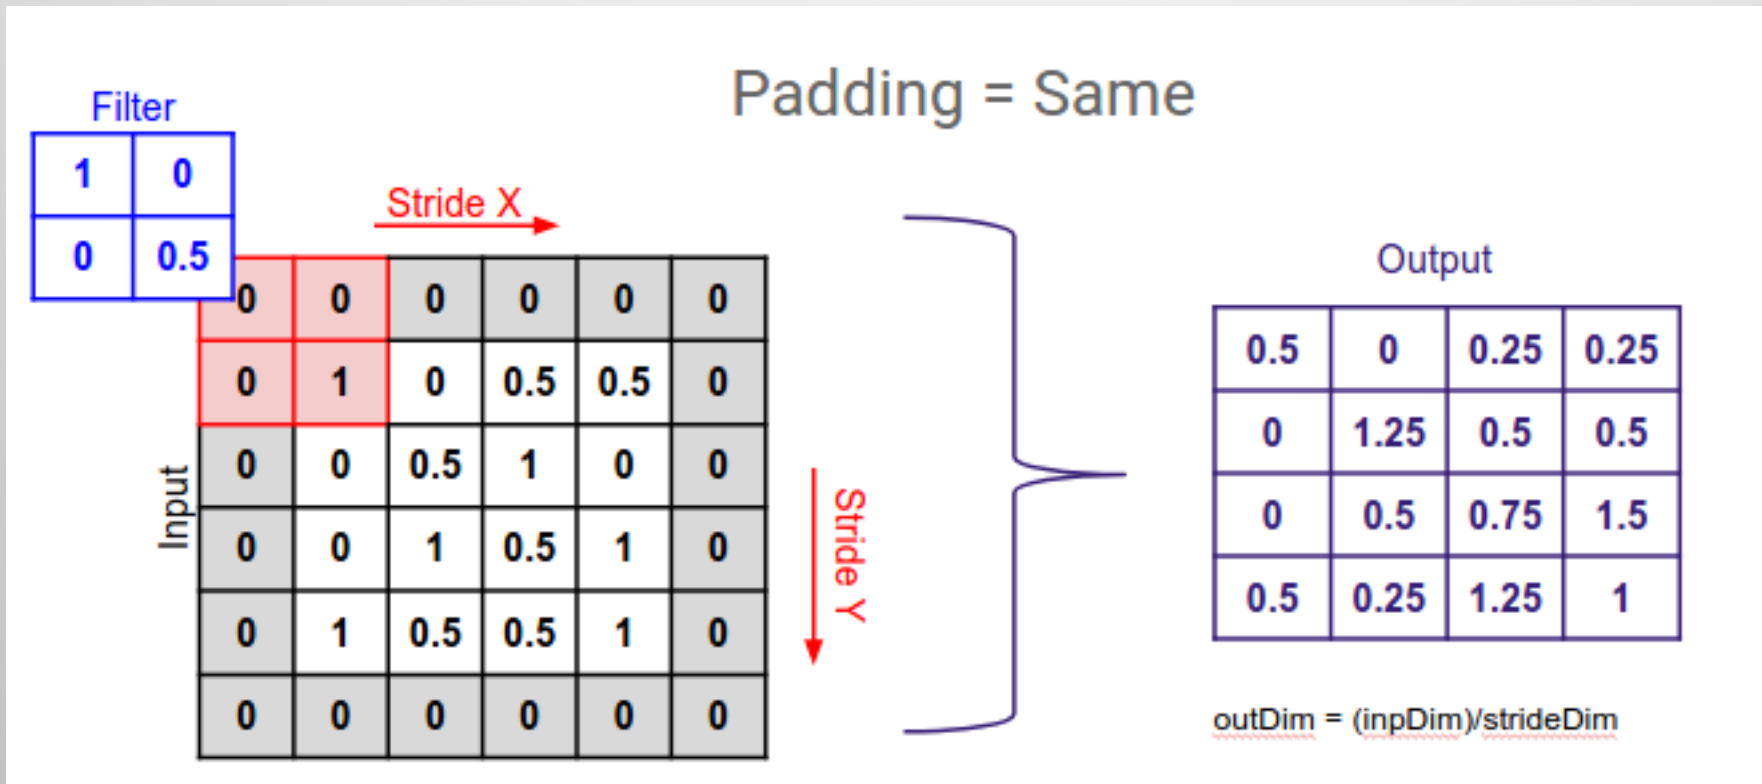 Padding = Same
Filter
1 0
0 0.5
Stride X
0 0 0 0 0 0
0 1 0 0.5 0.5 0
0 0 0.5 1 0 0
0 0 1 0.5 1 0
0 1 0.5 0.5 1 0
0 0 0 0 0 0
Input
Stride Y
Output
0.5 0 0.25 0.25
0 1.25 0.5 0.5
0 0.5 0.75 1.5
0.5 0.25 1.25 1
outDim = (inpDim)/strideDim